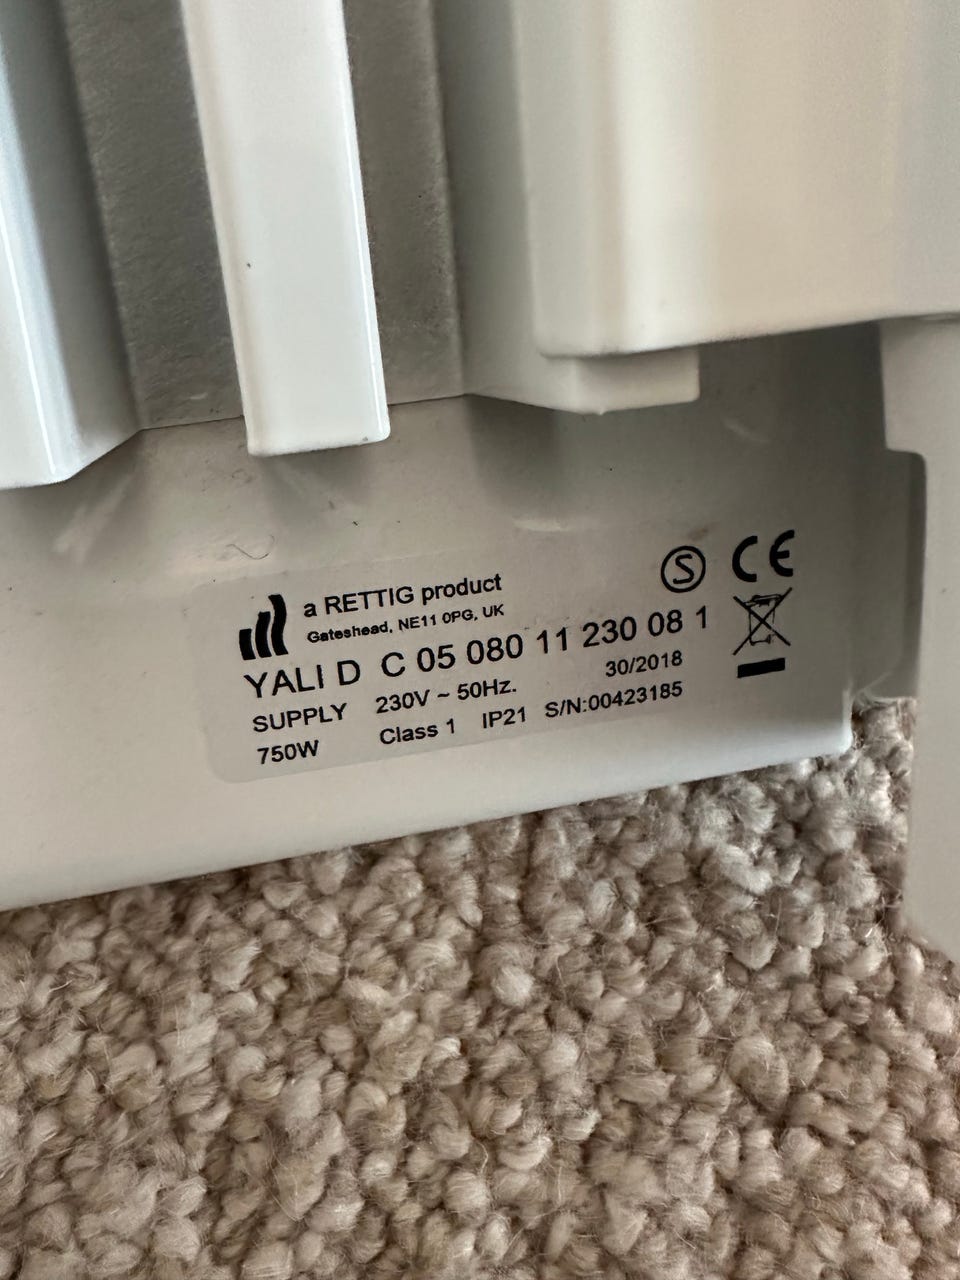 a RETTIG product
Gateshead, NE11 0PG, UK
S CE
YALI D C 05 080 11 230 08 1
SUPPLY 230V ~ 50Hz. 30/2018
750W Class 1 IP21 S/N:00423185